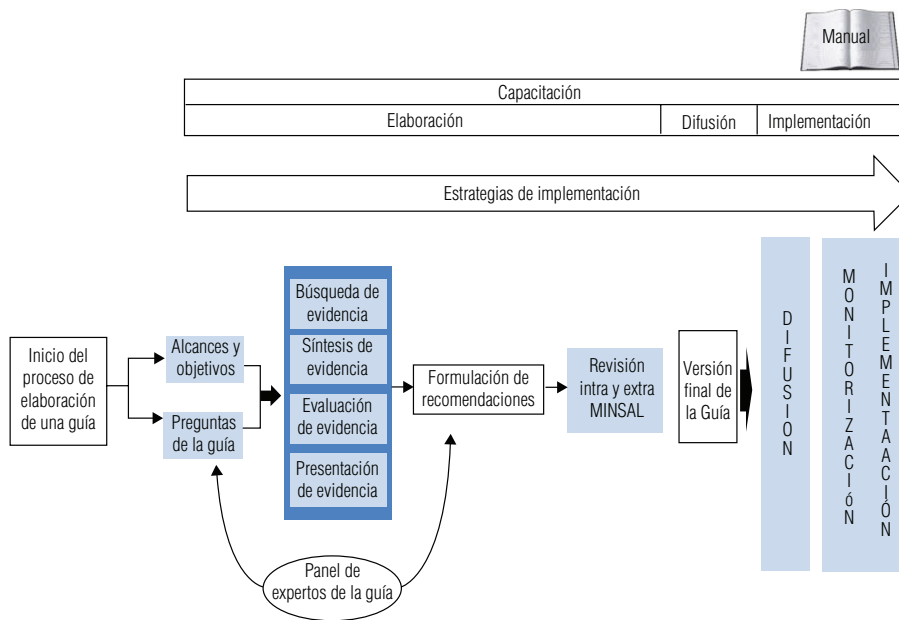 Manual
Capacitación
Elaboración
Difusión
Implementación
Estrategias de implementación
Inicio del
proceso de
elaboración
de una guía
Alcances y
objetivos
Preguntas
de la guía
Búsqueda de
evidencia
Síntesis de
evidencia
Evaluación
de evidencia
Presentación
de evidencia
Formulación de
recomendaciones
Revisión
intra y extra
MINSAL
Versión
final de
la Guía
DIFUSION
MONITORIZACIóN
IMPLEMENTAACIÓN
Panel de
expertos de la guía